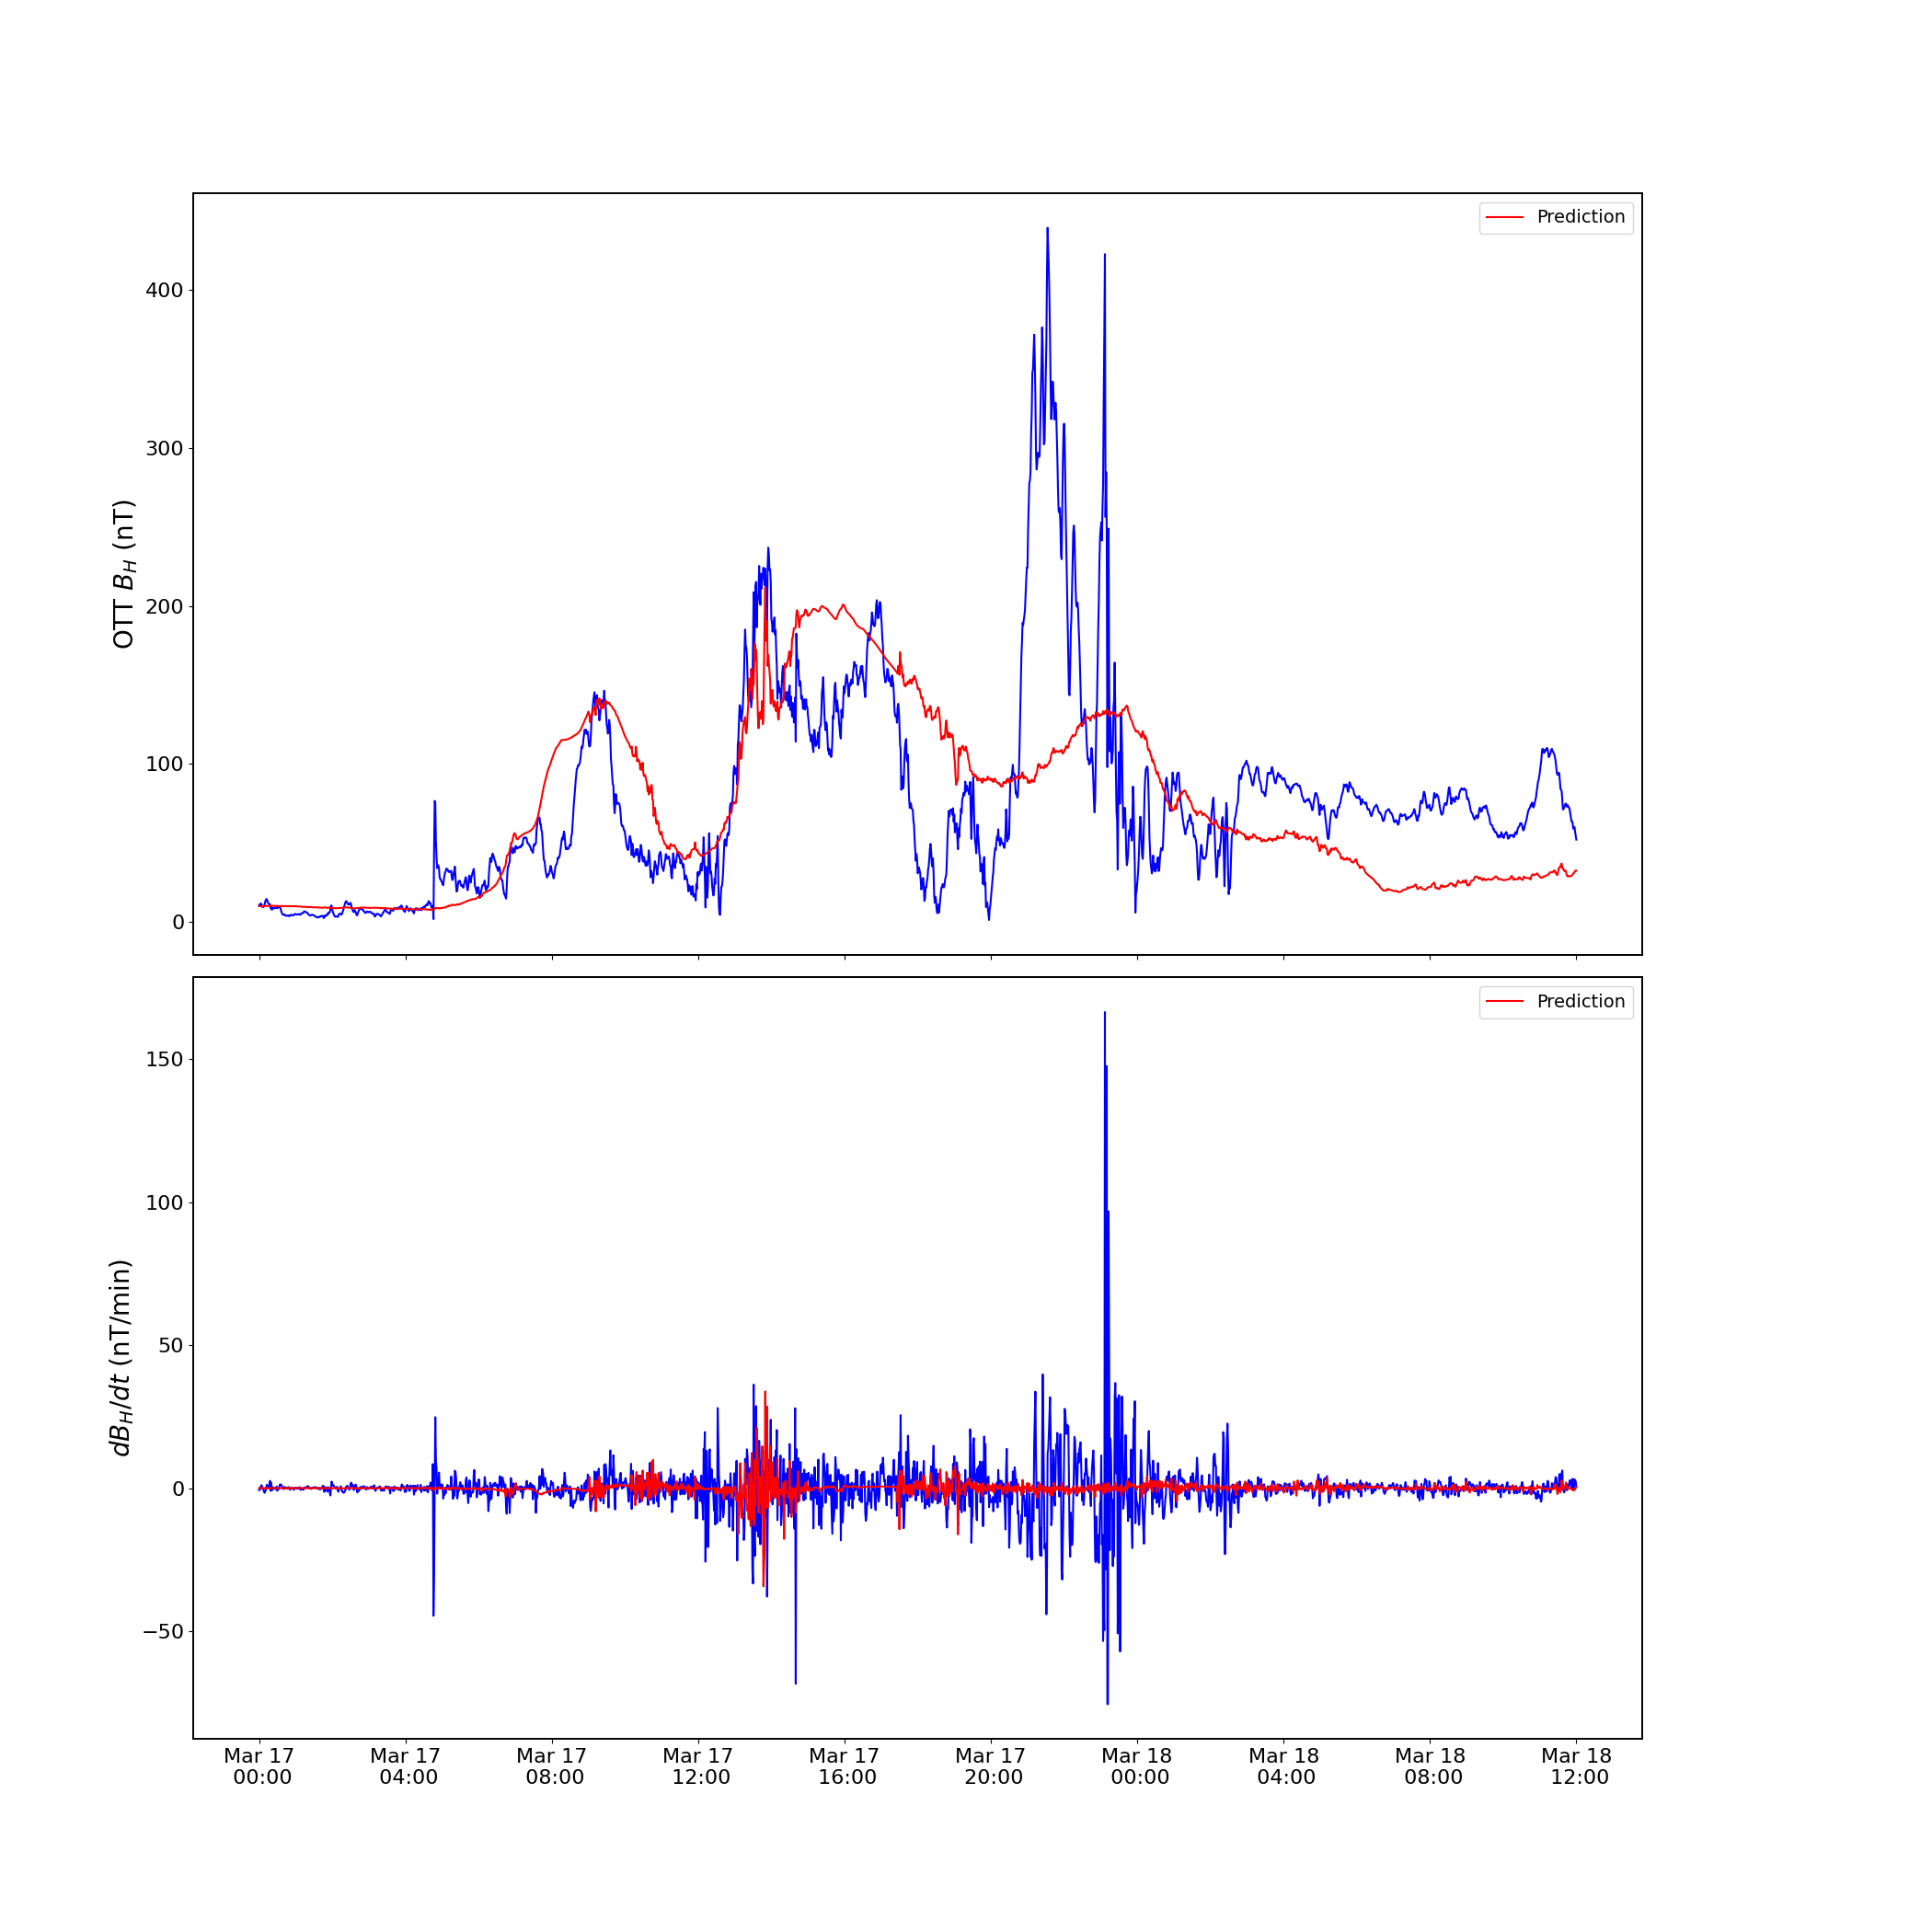 Prediction
400
300
200
100
0
OTT B_H (nT)
Prediction
150
100
50
0
−50
dB_H/dt (nT/min)
Mar 17 Mar 17 Mar 17 Mar 17 Mar 17 Mar 17 Mar 18 Mar 18 Mar 18 Mar 18
00:00 04:00 08:00 12:00 16:00 20:00 00:00 04:00 08:00 12:00